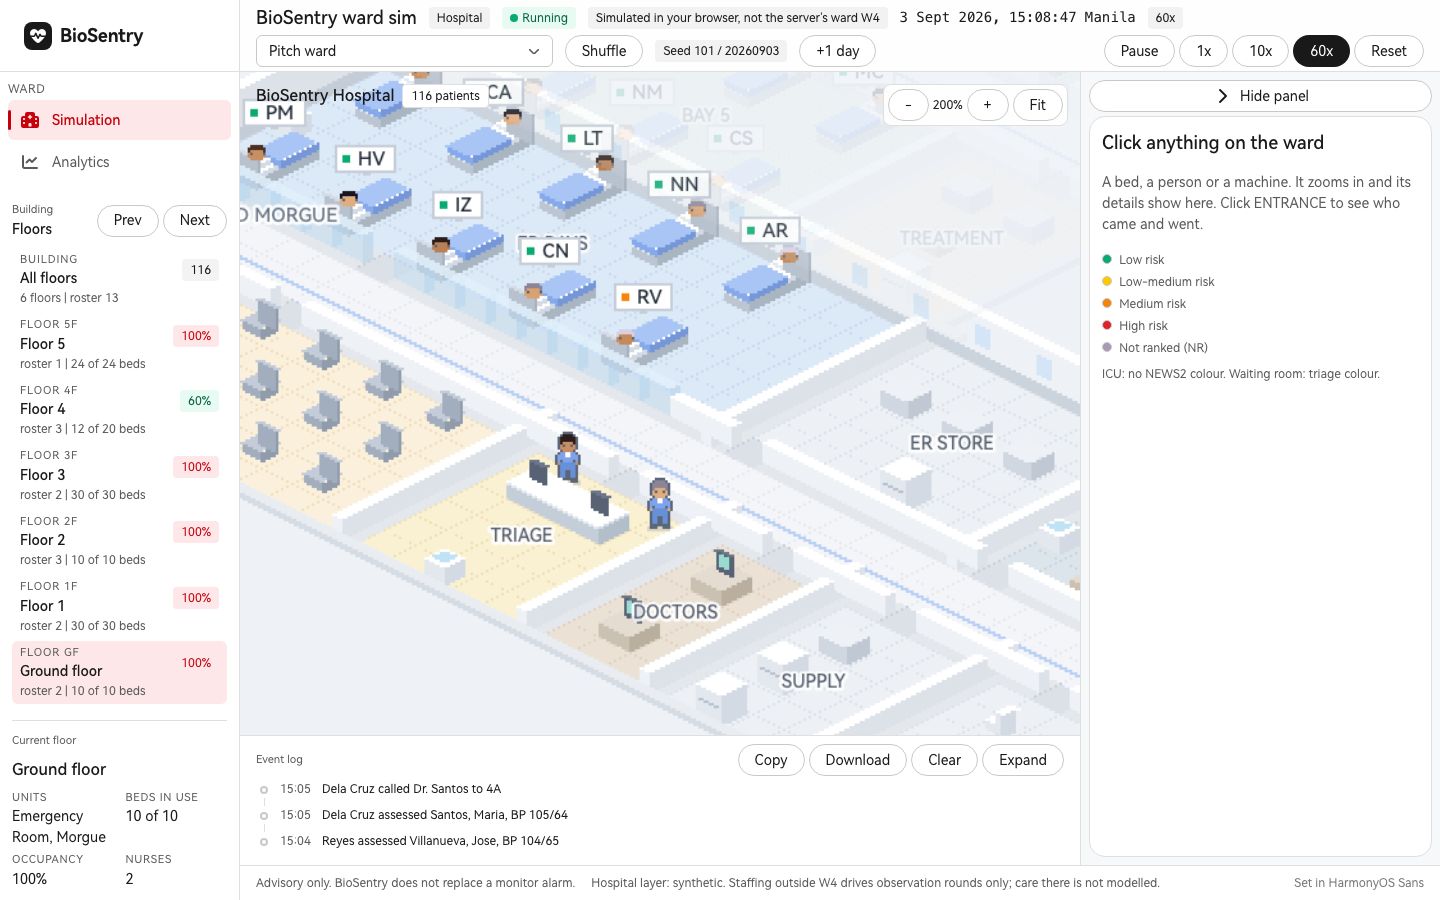 BioSentry
WARD
Simulation
Analytics
Building
Floors
Prev
Next
BUILDING
All floors
6 floors | roster 13
116
FLOOR 5F
Floor 5
roster 1 | 24 of 24 beds
100%
FLOOR 4F
Floor 4
roster 3 | 12 of 20 beds
60%
FLOOR 3F
Floor 3
roster 2 | 30 of 30 beds
100%
FLOOR 2F
Floor 2
roster 3 | 10 of 10 beds
100%
FLOOR 1F
Floor 1
roster 2 | 30 of 30 beds
100%
FLOOR GF
Ground floor
roster 2 | 10 of 10 beds
100%
Current floor
Ground floor
UNITS
Emergency
Room, Morgue
BEDS IN USE
10 of 10
OCCUPANCY
100%
NURSES
2
BioSentry ward sim
Hospital
Running
Simulated in your browser, not the server's ward W4
3 Sept 2026, 15:08:47 Manila
60x
Pitch ward
Shuffle
Seed 101 / 20260903
+1 day
Pause
1x
10x
60x
Reset
BioSentry Hospital
116 patients
-
200%
+
Fit
MC
CA
NM
PM
BAY 5
LT
CS
HV
NN
IZ
D MORGUE
AR
TREATMENT
CN
RV
ER STORE
TRIAGE
DOCTORS
SUPPLY
Event log
Copy
Download
Clear
Expand
15:05 Dela Cruz called Dr. Santos to 4A
15:05 Dela Cruz assessed Santos, Maria, BP 105/64
15:04 Reyes assessed Villanueva, Jose, BP 104/65
Hide panel
Click anything on the ward
A bed, a person or a machine. It zooms in and its
details show here. Click ENTRANCE to see who
came and went.
Low risk
Low-medium risk
Medium risk
High risk
Not ranked (NR)
ICU: no NEWS2 colour. Waiting room: triage colour.
Advisory only. BioSentry does not replace a monitor alarm.
Hospital layer: synthetic. Staffing outside W4 drives observation rounds only; care there is not modelled.
Set in HarmonyOS Sans